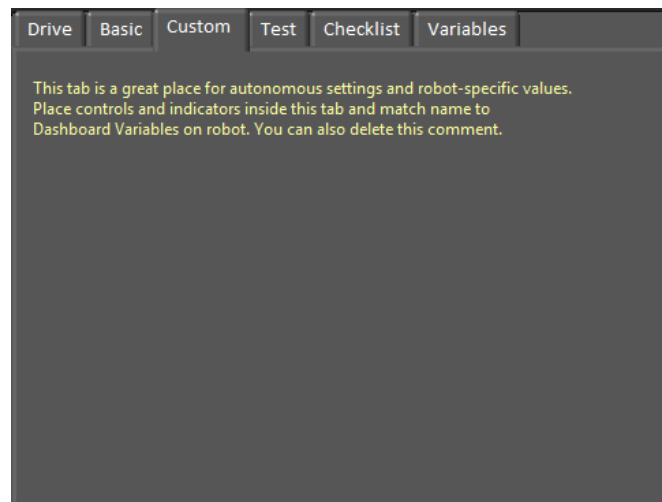 Drive Basic Custom Test Checklist Variables
This tab is a great place for autonomous settings and robot-specific values.
Place controls and indicators inside this tab and match name to
Dashboard Variables on robot. You can also delete this comment.